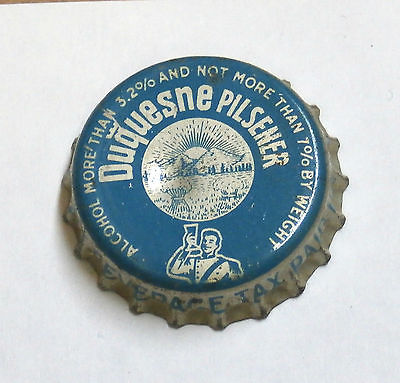 ALCOHOL MORE THAN 3.2% AND NOT MORE THAN 7% BY WEIGHT
Duquesne PILSENER
BEVERAGE TAX PAID